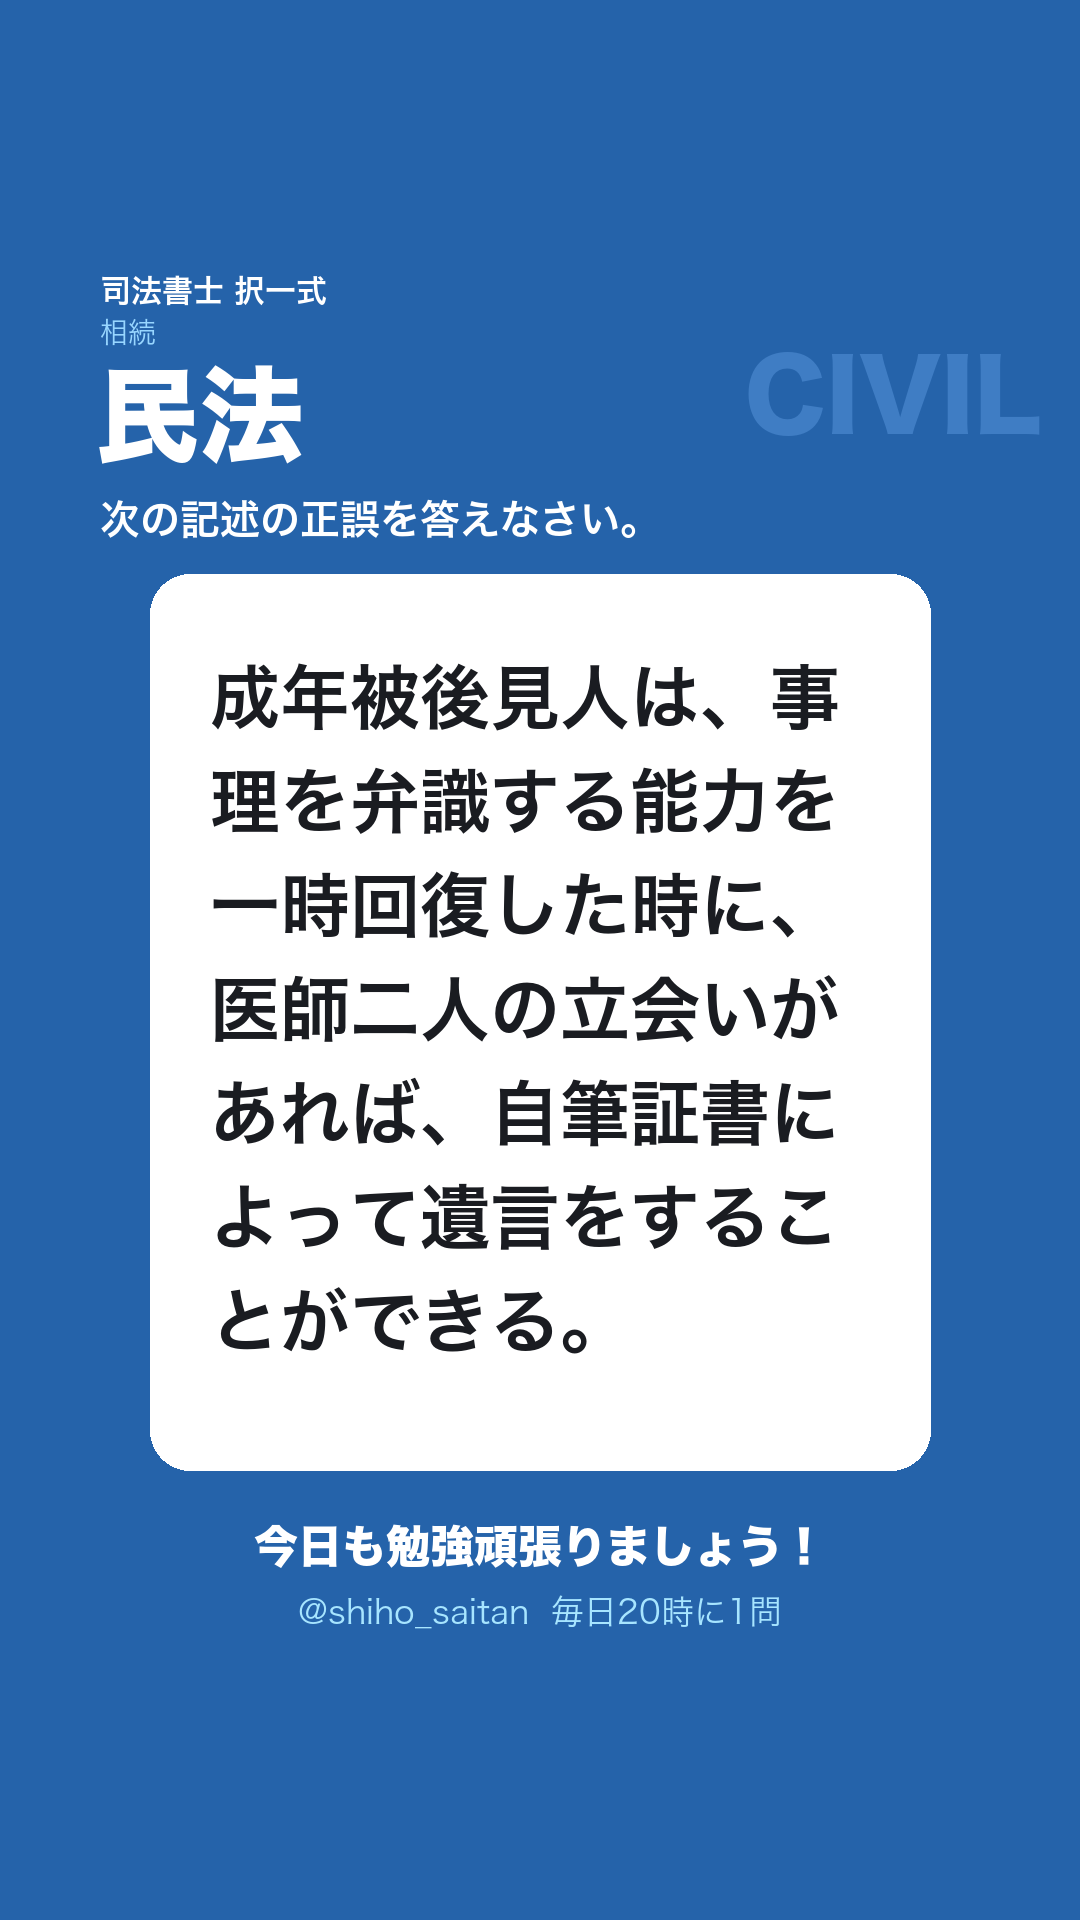 司法書士 択一式
相続
民法
CIVIL
次の記述の正誤を答えなさい。
成年被後見人は、事
理を弁識する能力を
一時回復した時に、
医師二人の立会いが
あれば、自筆証書に
よって遺言をするこ
とができる。
今日も勉強頑張りましょう！
@shiho_saitan 毎日20時に1問